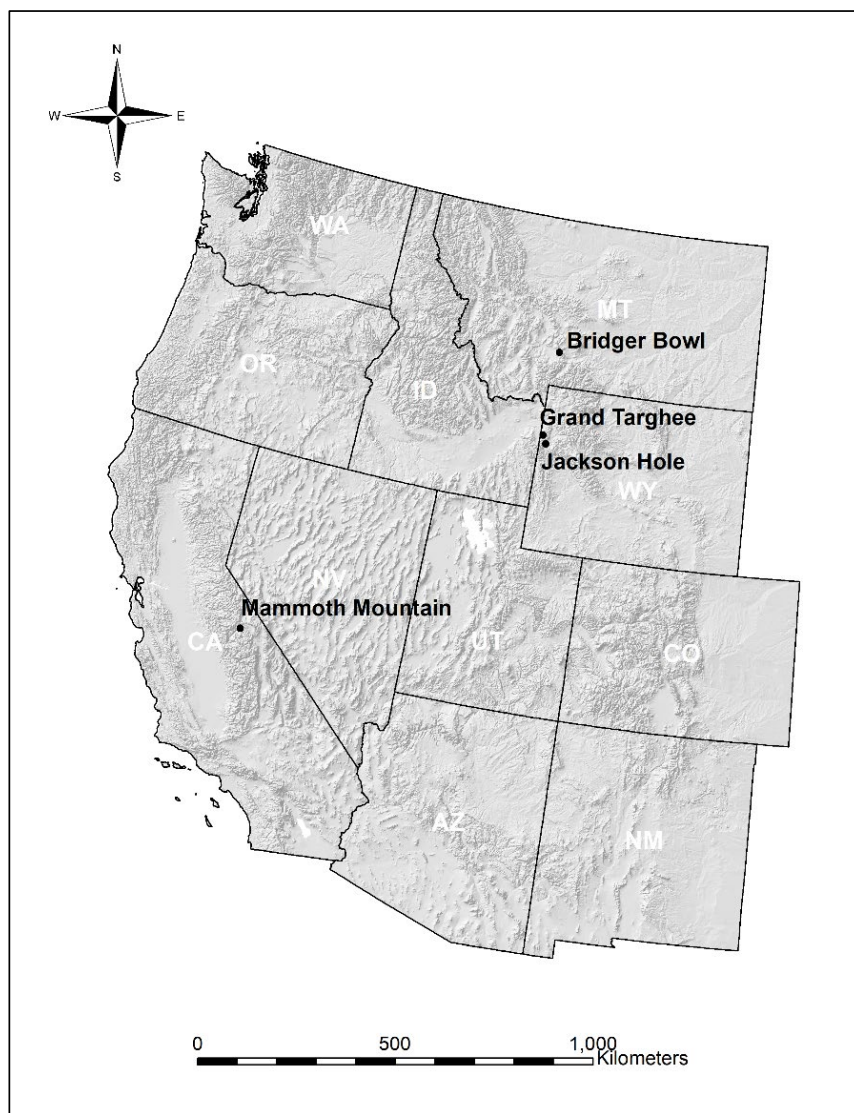 N
W E
S
WA
MT
Bridger Bowl
OR
ID
Grand Targhee
Jackson Hole
WY
NV
Mammoth Mountain
CA
UT
CO
AZ
NM
0 500 1,000
Kilometers